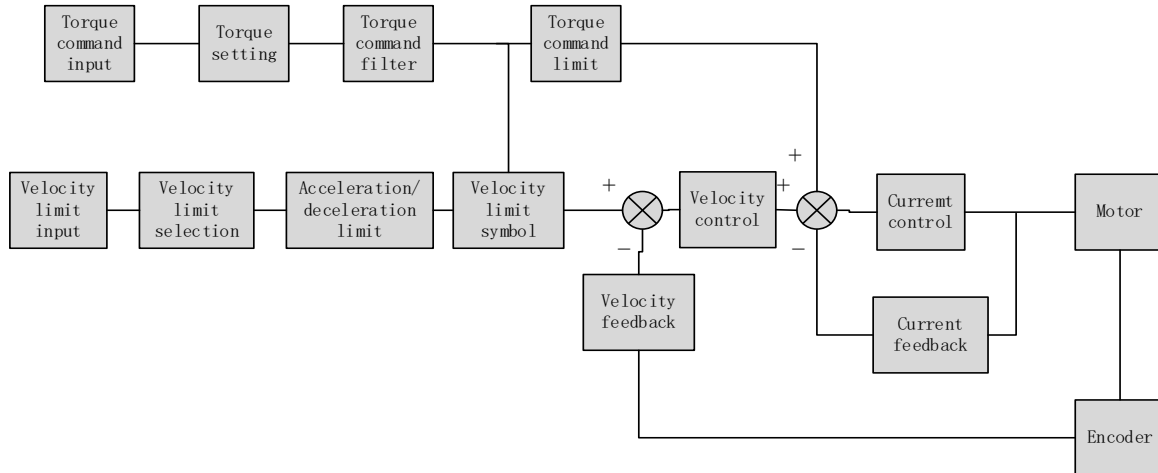 Torque
command
input
Torque
setting
Torque
command
filter
Torque
command
limit
Velocity
limit
input
Velocity
limit
selection
Acceleration/
deceleration
limit
Velocity
limit
symbol
+
−
Velocity
control
+
+
−
Curremt
control
Motor
Velocity
feedback
Current
feedback
Encoder